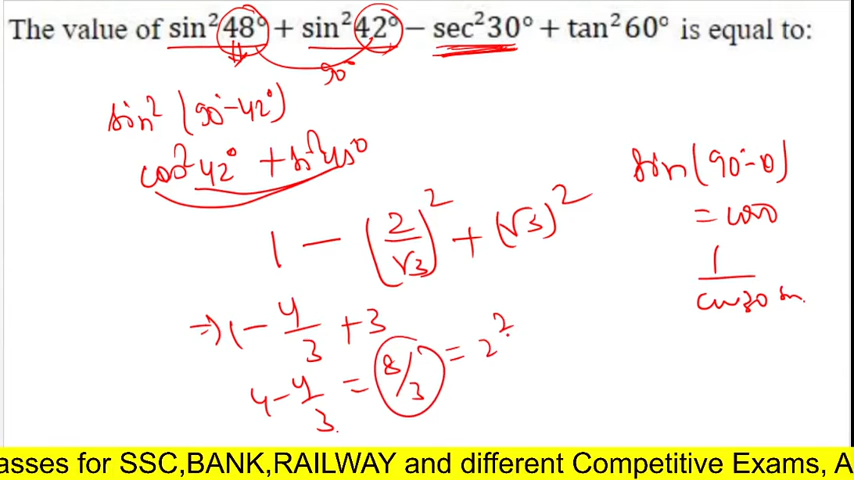 The value of sin²48° + sin²42° − sec²30° + tan²60° is equal to:
90°
sin² (90°-42°)
cos²42° + sin²
sin(90°-θ)
= cosθ
1 - (2/√3)² + (√3)²
1
cos30
⇒ 1 - 4/3 + 3
4 - 4/3 = 8/3 = 2
asses for SSC,BANK,RAILWAY and different Competitive Exams, A